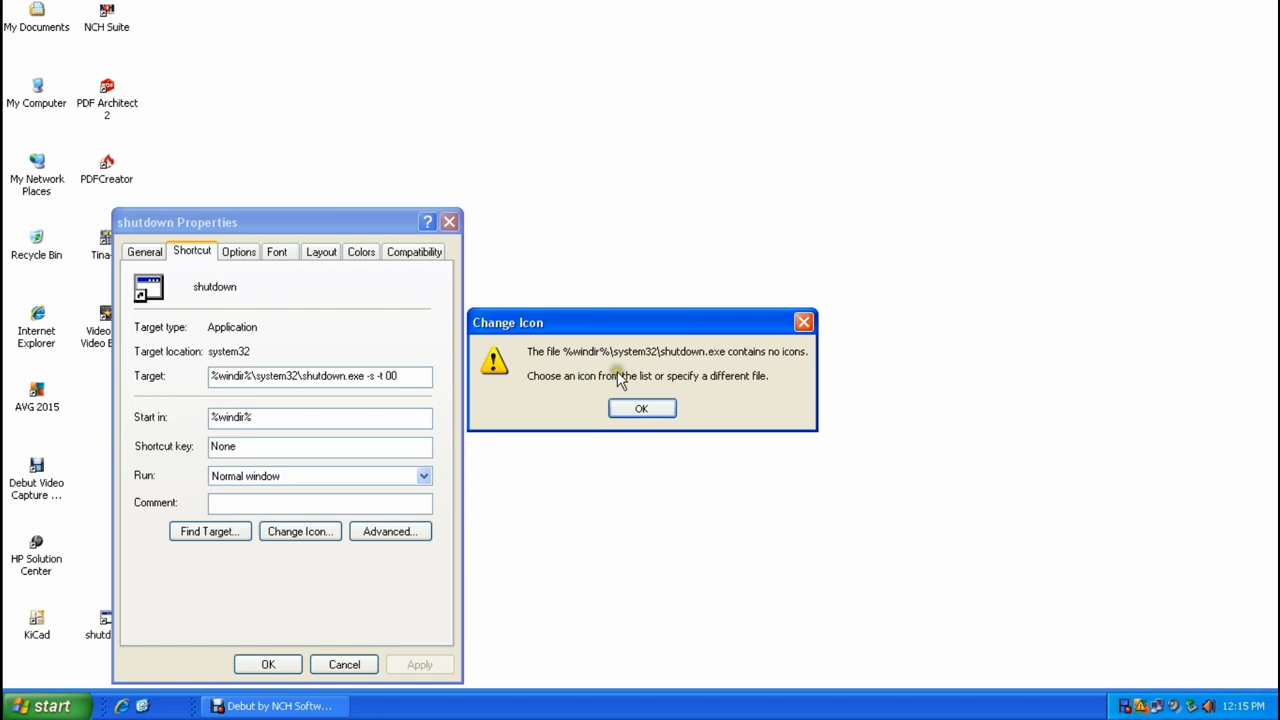 My Documents
NCH Suite
My Computer
PDF Architect
2
My Network
Places
PDFCreator
Recycle Bin
Tina-
Internet
Explorer
Video
Video E
AVG 2015
Debut Video
Capture ...
HP Solution
Center
KiCad
shutd
shutdown Properties
General
Shortcut
Options
Font
Layout
Colors
Compatibility
shutdown
Target type: Application
Target location: system32
Target: %windir%\system32\shutdown.exe -s -t 00
Start in: %windir%
Shortcut key: None
Run: Normal window
Comment:
Find Target...
Change Icon...
Advanced...
OK
Cancel
Apply
Change Icon
The file %windir%\system32\shutdown.exe contains no icons.
Choose an icon from the list or specify a different file.
OK
start
Debut by NCH Softw...
12:15 PM